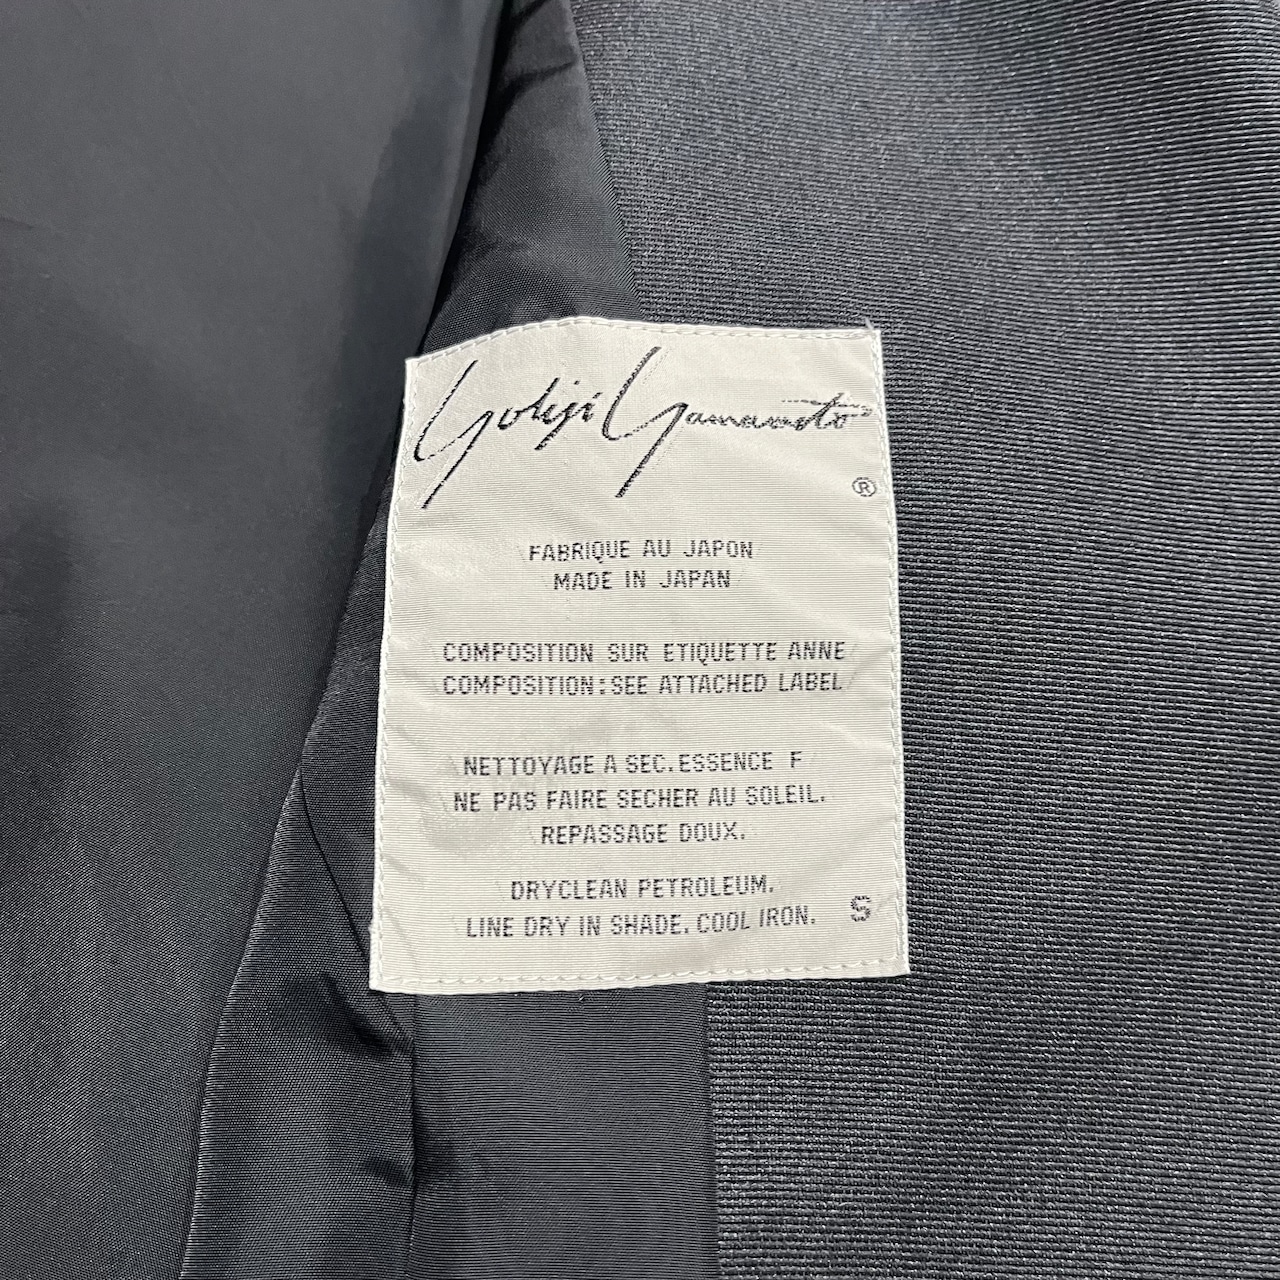 Yohji Yamamoto
®
FABRIQUE AU JAPON
MADE IN JAPAN
COMPOSITION SUR ETIQUETTE ANNE
COMPOSITION:SEE ATTACHED LABEL
NETTOYAGE A SEC. ESSENCE F
NE PAS FAIRE SECHER AU SOLEIL.
REPASSAGE DOUX.
DRYCLEAN PETROLEUM.
LINE DRY IN SHADE. COOL IRON.
S